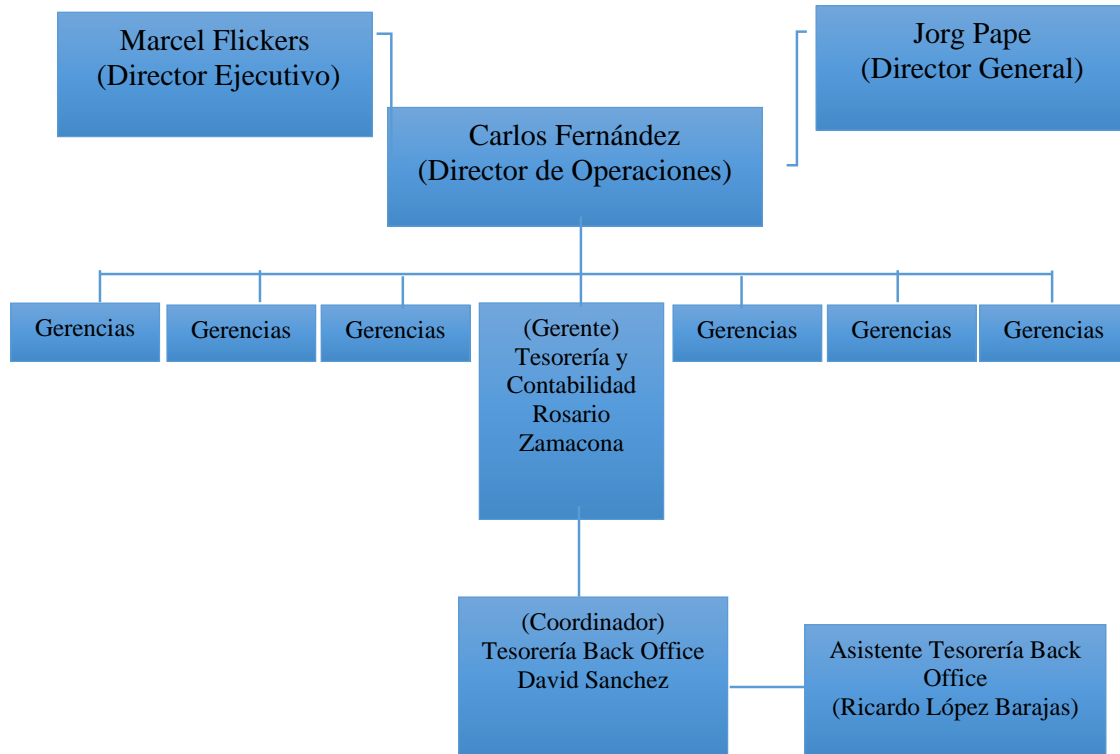 Marcel Flickers
(Director Ejecutivo)
Jorg Pape
(Director General)
Carlos Fernández
(Director de Operaciones)
Gerencias
Gerencias
Gerencias
(Gerente)
Tesorería y
Contabilidad
Rosario
Zamacona
Gerencias
Gerencias
Gerencias
(Coordinador)
Tesorería Back Office
David Sanchez
Asistente Tesorería Back
Office
(Ricardo López Barajas)